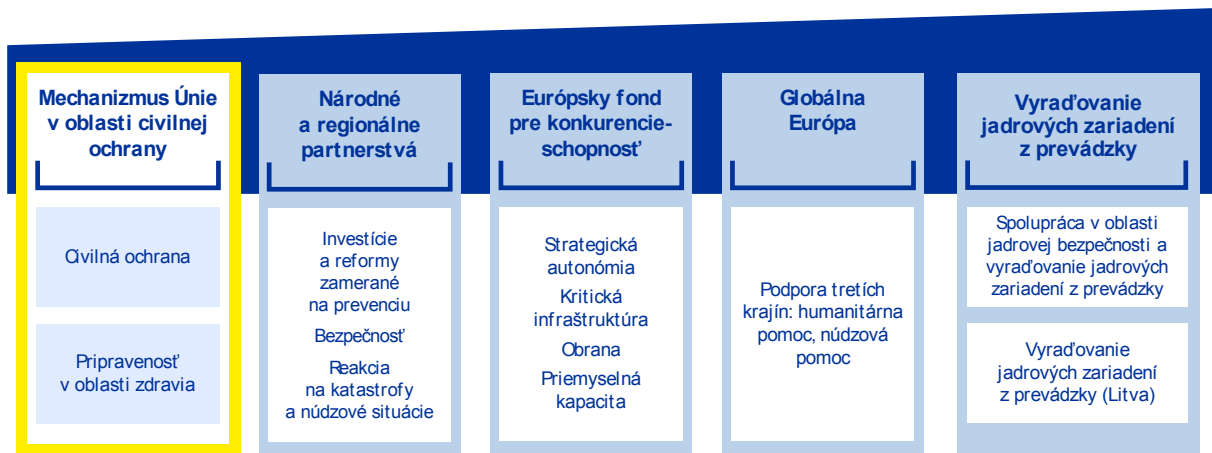 Mechanizmus Únie
v oblasti civilnej
ochrany
Civilná ochrana
Pripravenosť
v oblasti zdravia
Národné
a regionálne
partnerstvá
Investície
a reformy
zamerané
na prevenciu
Bezpečnosť
Reakcia
na katastrofy
a núdzové situácie
Európsky fond
pre konkurencie-
schopnosť
Strategická
autonómia
Kritická
infraštruktúra
Obrana
Priemyselná
kapacita
Globálna
Európa
Podpora tretích
krajín: humanitárna
pomoc, núdzová
pomoc
Vyraďovanie
jadrových zariadení
z prevádzky
Spolupráca v oblasti
jadrovej bezpečnosti a
vyraďovanie jadrových
zariadení z prevádzky
Vyraďovanie
jadrových zariadení
z prevádzky (Litva)